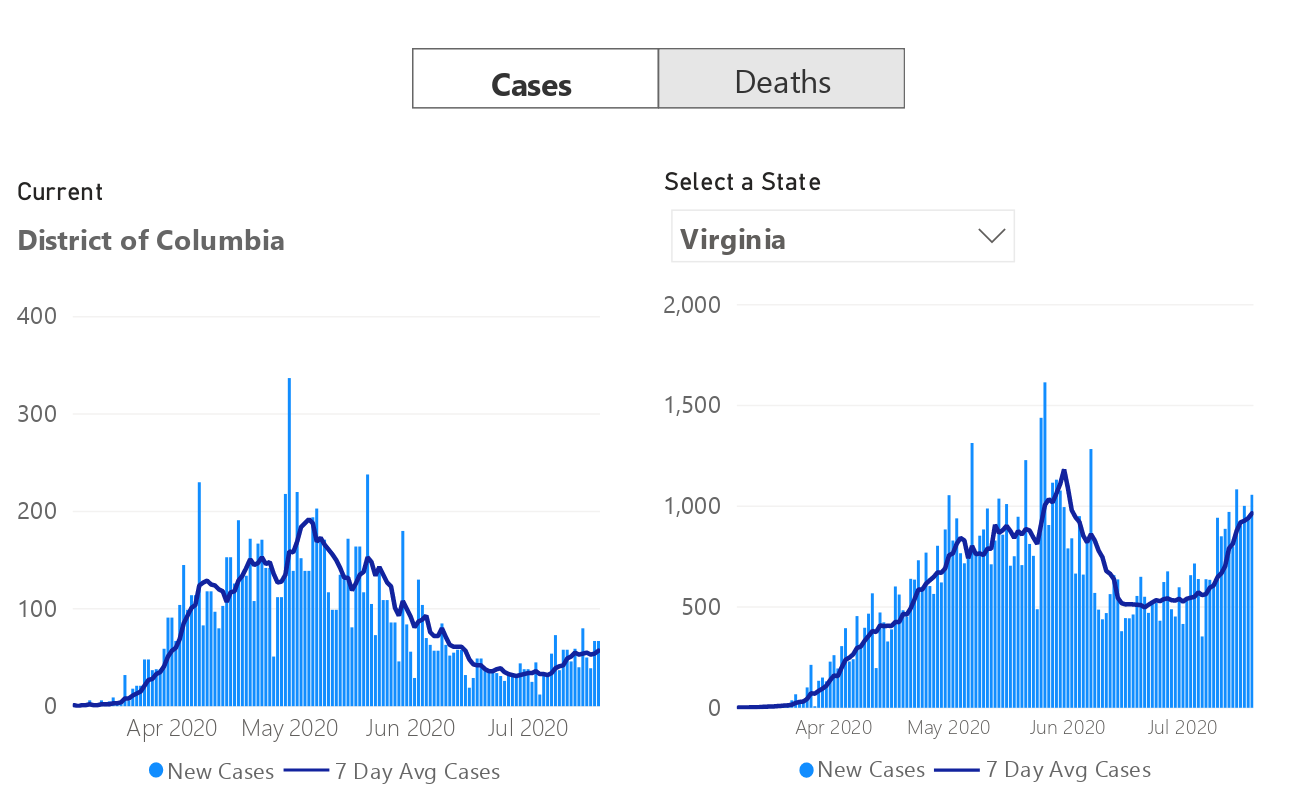 Cases Deaths
Current
District of Columbia
400
300
200
100
0
Apr 2020 May 2020 Jun 2020 Jul 2020
New Cases 7 Day Avg Cases
Select a State
Virginia
2,000
1,500
1,000
500
0
Apr 2020 May 2020 Jun 2020 Jul 2020
New Cases 7 Day Avg Cases